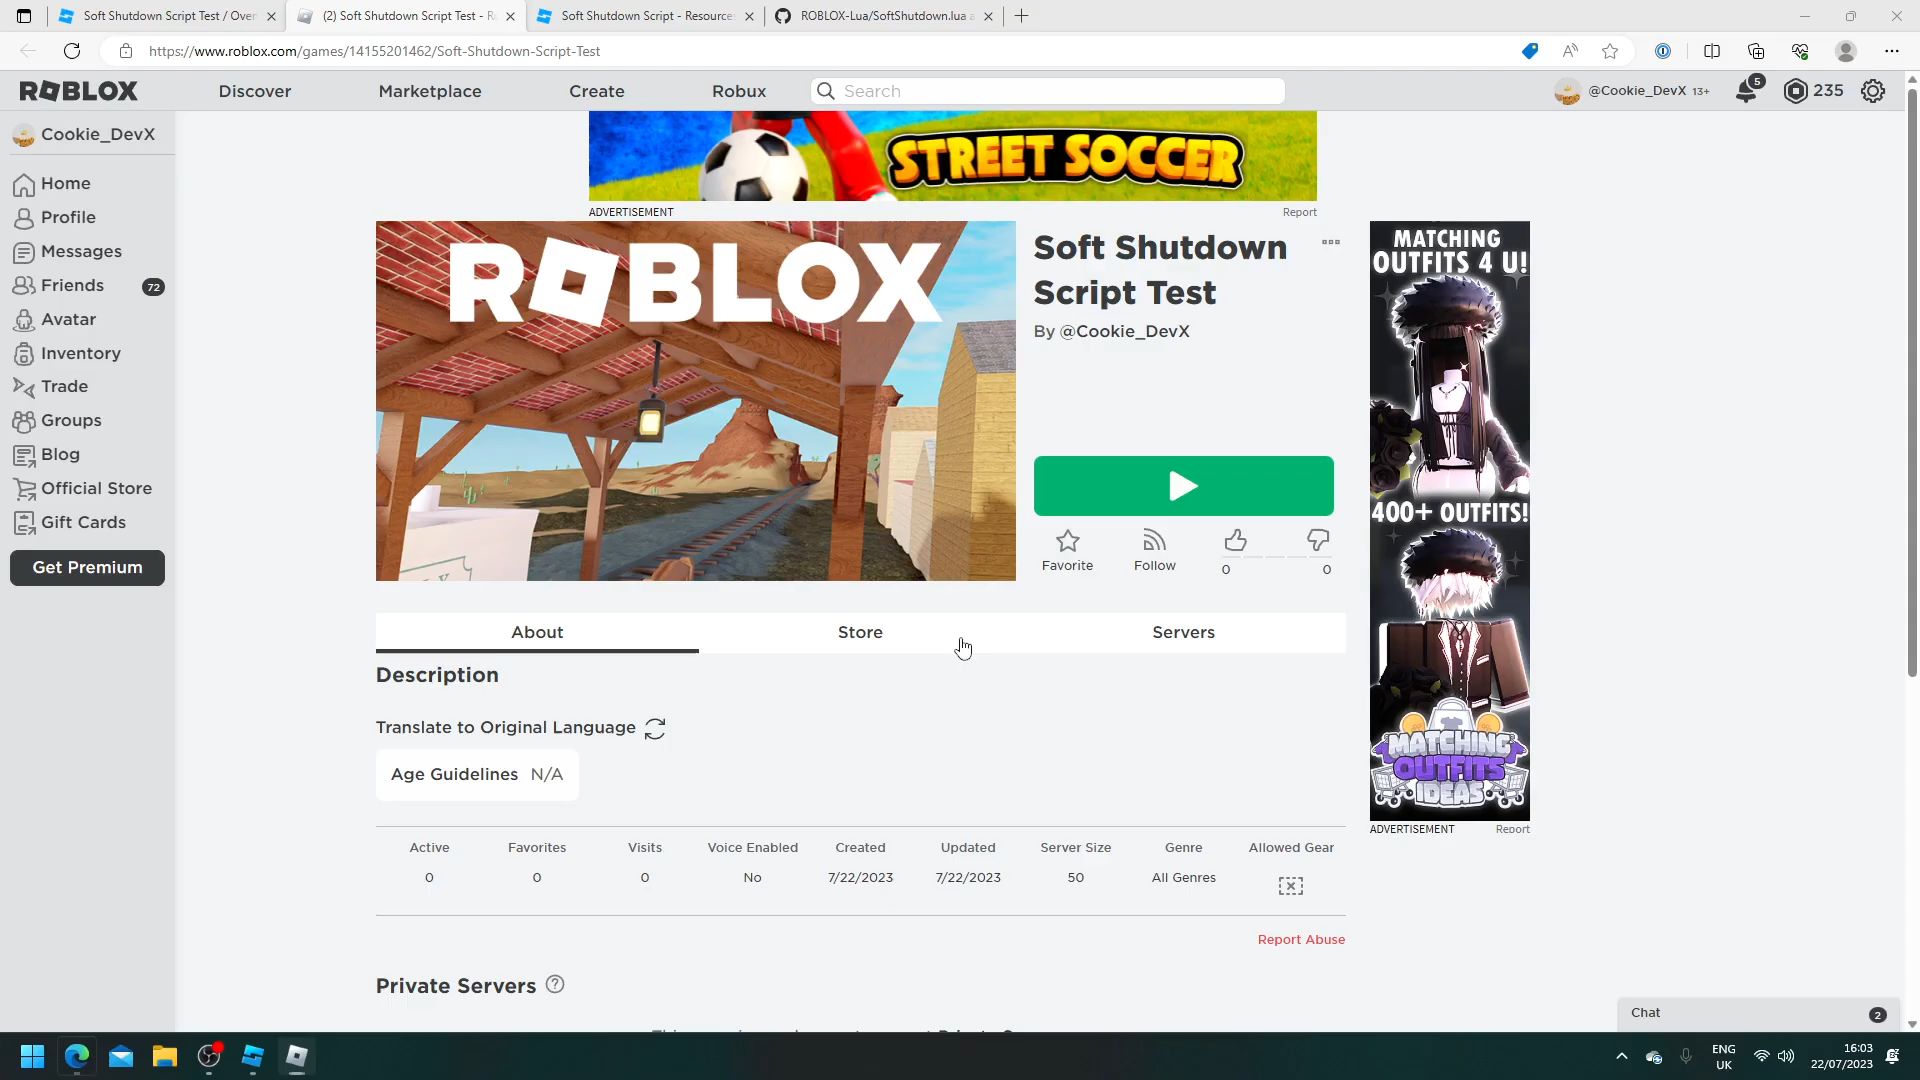 Soft Shutdown Script Test / Over
(2) Soft Shutdown Script Test - R
Soft Shutdown Script - Resources
ROBLOX-Lua/SoftShutdown.lua a
https://www.roblox.com/games/14155201462/Soft-Shutdown-Script-Test
ROBLOX
Discover
Marketplace
Create
Robux
Search
@Cookie_DevX 13+
5
235
Cookie_DevX
Home
Profile
Messages
Friends
72
Avatar
Inventory
Trade
Groups
Blog
Official Store
Gift Cards
Get Premium
STREET SOCCER
ADVERTISEMENT
Report
ROBLOX
Soft Shutdown
Script Test
By @Cookie_DevX
Favorite
Follow
0
0
MATCHING
OUTFITS 4 U!
400+ OUTFITS!
MATCHING
OUTFITS
IDEAS
ADVERTISEMENT
Report
About
Store
Servers
Description
Translate to Original Language
Age Guidelines N/A
Active Favorites Visits Voice Enabled Created Updated Server Size Genre Allowed Gear
0 0 0 No 7/22/2023 7/22/2023 50 All Genres
Report Abuse
Private Servers
Chat
2
ENG
UK
16:03
22/07/2023